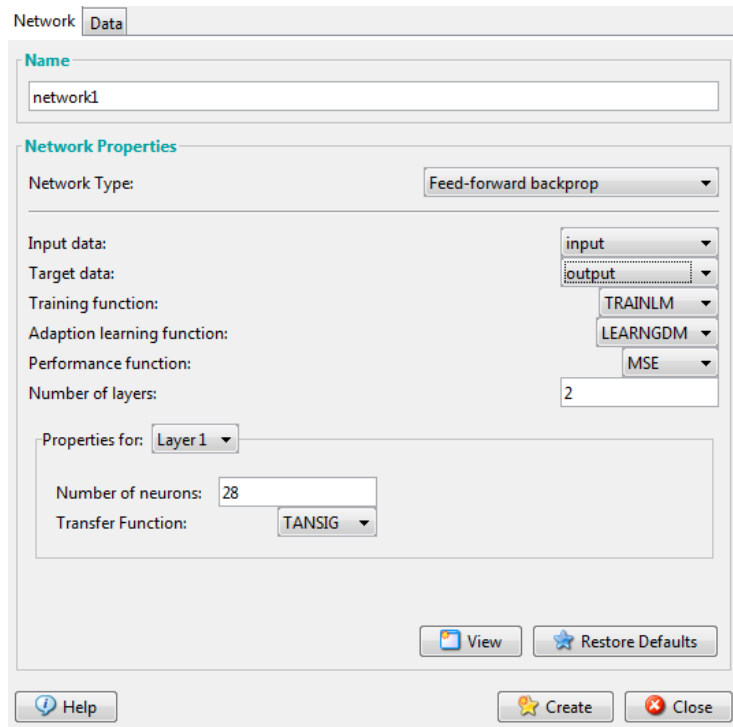 Network Data
Name
network1
Network Properties
Network Type: Feed-forward backprop
Input data: input
Target data: output
Training function: TRAINLM
Adaption learning function: LEARNGDM
Performance function: MSE
Number of layers: 2
Properties for: Layer 1
Number of neurons: 28
Transfer Function: TANSIG
View Restore Defaults
Help Create Close